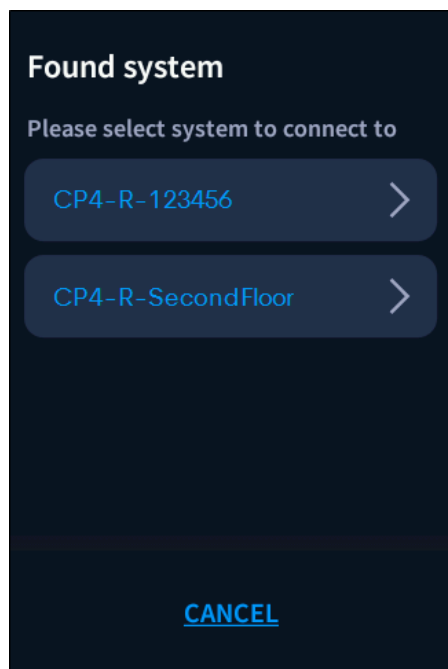 Found system
Please select system to connect to
CP4-R-123456
CP4-R-SecondFloor
CANCEL